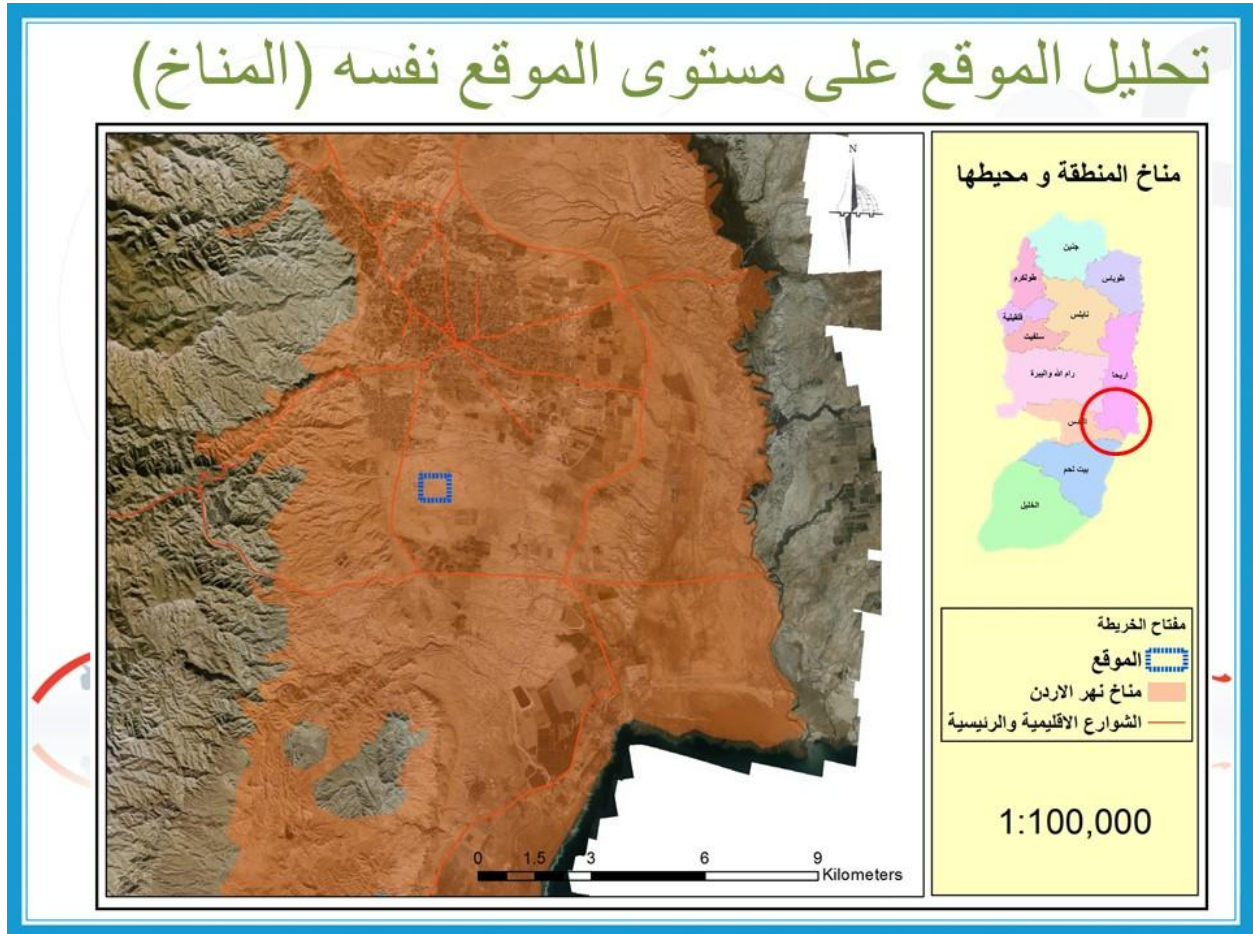 تحليل الموقع على مستوى الموقع نفسه (المناخ)
مناخ المنطقة و محيطها
N
جنين
طولكرم
طوباس
قلقيلية
نابلس
سلفيت
رام الله والبيرة
اريحا
بيت لحم
الخليل
مفتاح الخريطة
الموقع
مناخ نهر الاردن
الشوارع الاقليمية والرئيسية
1:100,000
0 1.5 3 6 9
Kilometers